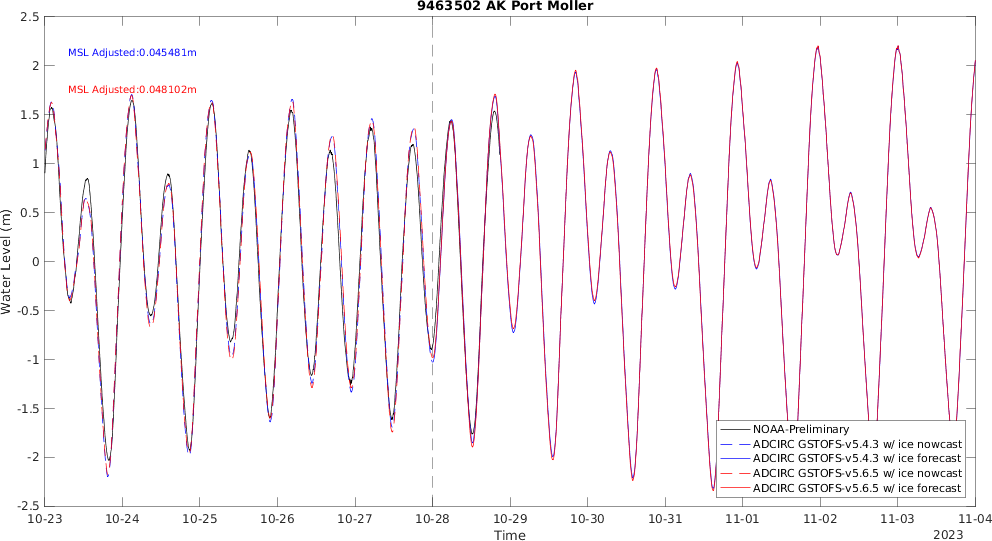 9463502 AK Port Moller
MSL Adjusted:0.045481m
MSL Adjusted:0.048102m
Water Level (m)
2.5
2
1.5
1
0.5
0
-0.5
-1
-1.5
-2
-2.5
NOAA-Preliminary
ADCIRC GSTOFS-v5.4.3 w/ ice nowcast
ADCIRC GSTOFS-v5.4.3 w/ ice forecast
ADCIRC GSTOFS-v5.6.5 w/ ice nowcast
ADCIRC GSTOFS-v5.6.5 w/ ice forecast
10-23 10-24 10-25 10-26 10-27 10-28 10-29 10-30 10-31 11-01 11-02 11-03 11-04
Time
2023